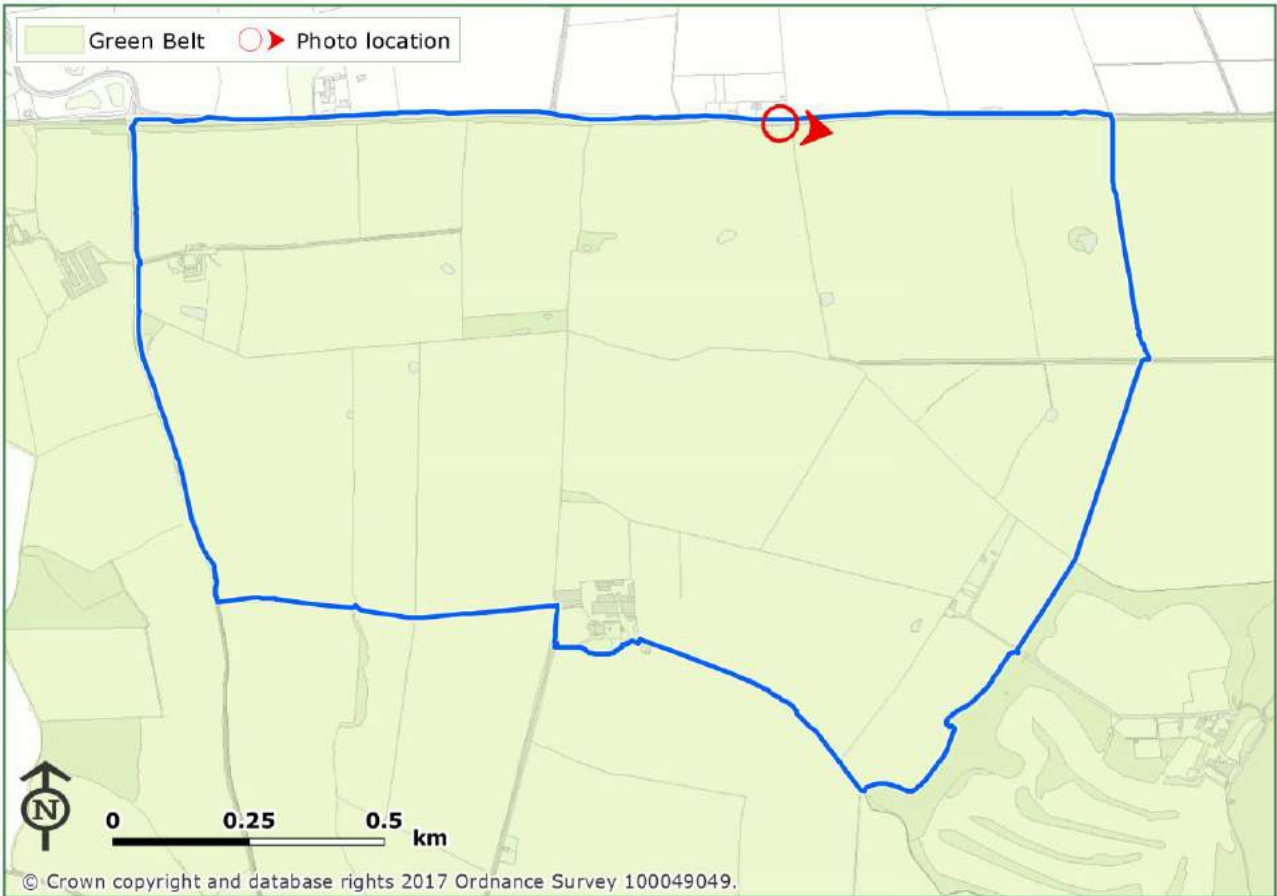 Green Belt
Photo location
N
0 0.25 0.5
km
© Crown copyright and database rights 2017 Ordnance Survey 100049049.